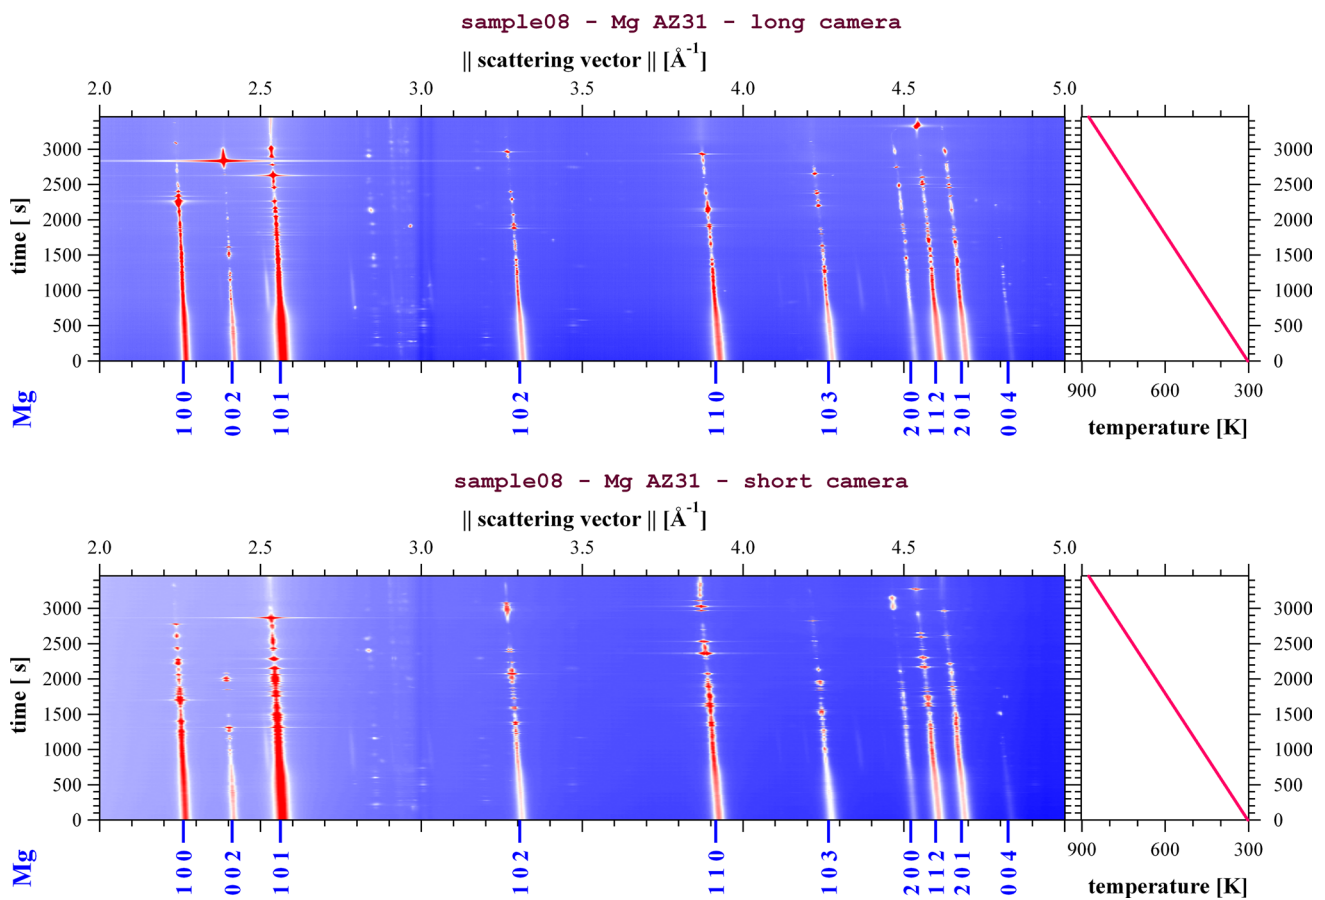 sample08 - Mg AZ31 - long camera
|| scattering vector || [Å⁻¹]
2.0 2.5 3.0 3.5 4.0 4.5 5.0
time [ s]
3000 3000
2500 2500
2000 2000
1500 1500
1000 1000
500 500
0 0
900 600 300
temperature [K]
Mg
1 0 0
0 0 2
1 0 1
1 0 2
1 1 0
1 0 3
2 0 0
1 1 2
2 0 1
0 0 4
sample08 - Mg AZ31 - short camera
|| scattering vector || [Å⁻¹]
2.0 2.5 3.0 3.5 4.0 4.5 5.0
time [ s]
3000 3000
2500 2500
2000 2000
1500 1500
1000 1000
500 500
0 0
900 600 300
temperature [K]
Mg
1 0 0
0 0 2
1 0 1
1 0 2
1 1 0
1 0 3
2 0 0
1 1 2
2 0 1
0 0 4